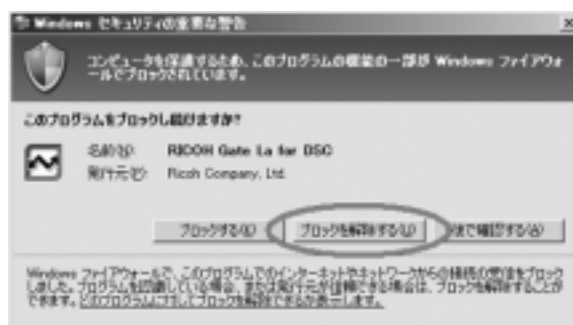 Windows セキュリティの重要な警告
コンピュータを保護するため、このプログラムの機能の一部が Windows ファイアウォ
ールでブロックされています。
このプログラムをブロックし続けますか?
名前(N): RICOH Gate La for DSC
発行元(P): Ricoh Company, Ltd.
ブロックする(K) ブロックを解除する(U) 後で確認する(A)
Windows ファイアウォールで、このプログラムでのインターネットやネットワークからの接続の受信をブロック
しました。プログラムを認識している場合、または発行元が信頼できる場合は、ブロックを解除することが
できます。どのプログラムに対してブロックを解除できるか表示します。